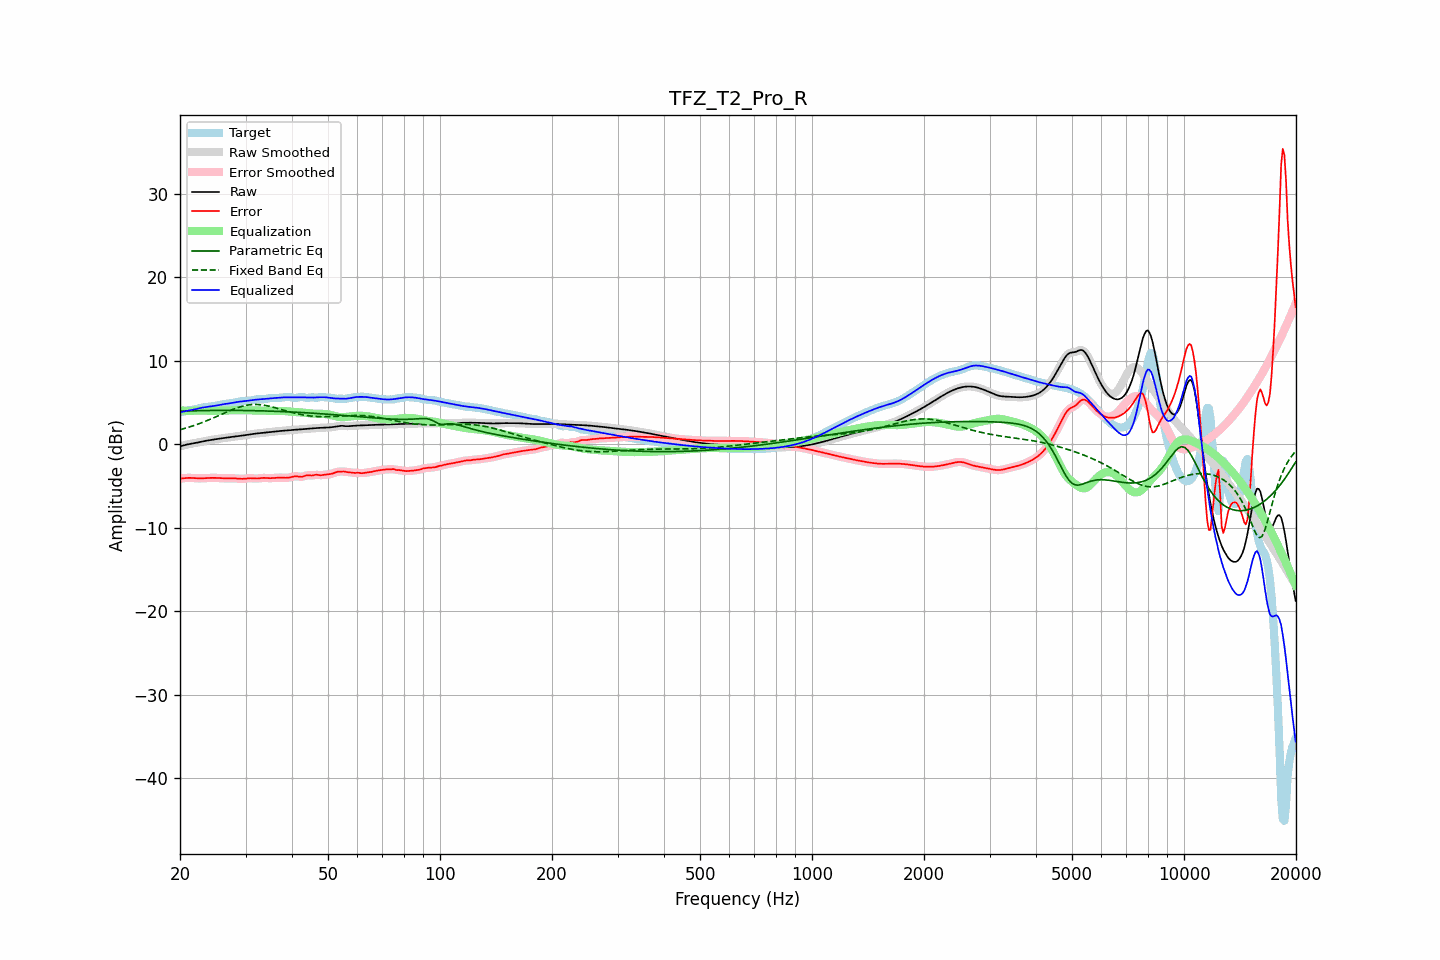 TFZ_T2_Pro_R
Target
Raw Smoothed
Error Smoothed
Raw
Error
Equalization
Parametric Eq
Fixed Band Eq
Equalized
Amplitude (dBr)
30
20
10
0
−10
−20
−30
−40
20
50
100
200
500
1000
2000
5000
10000
20000
Frequency (Hz)